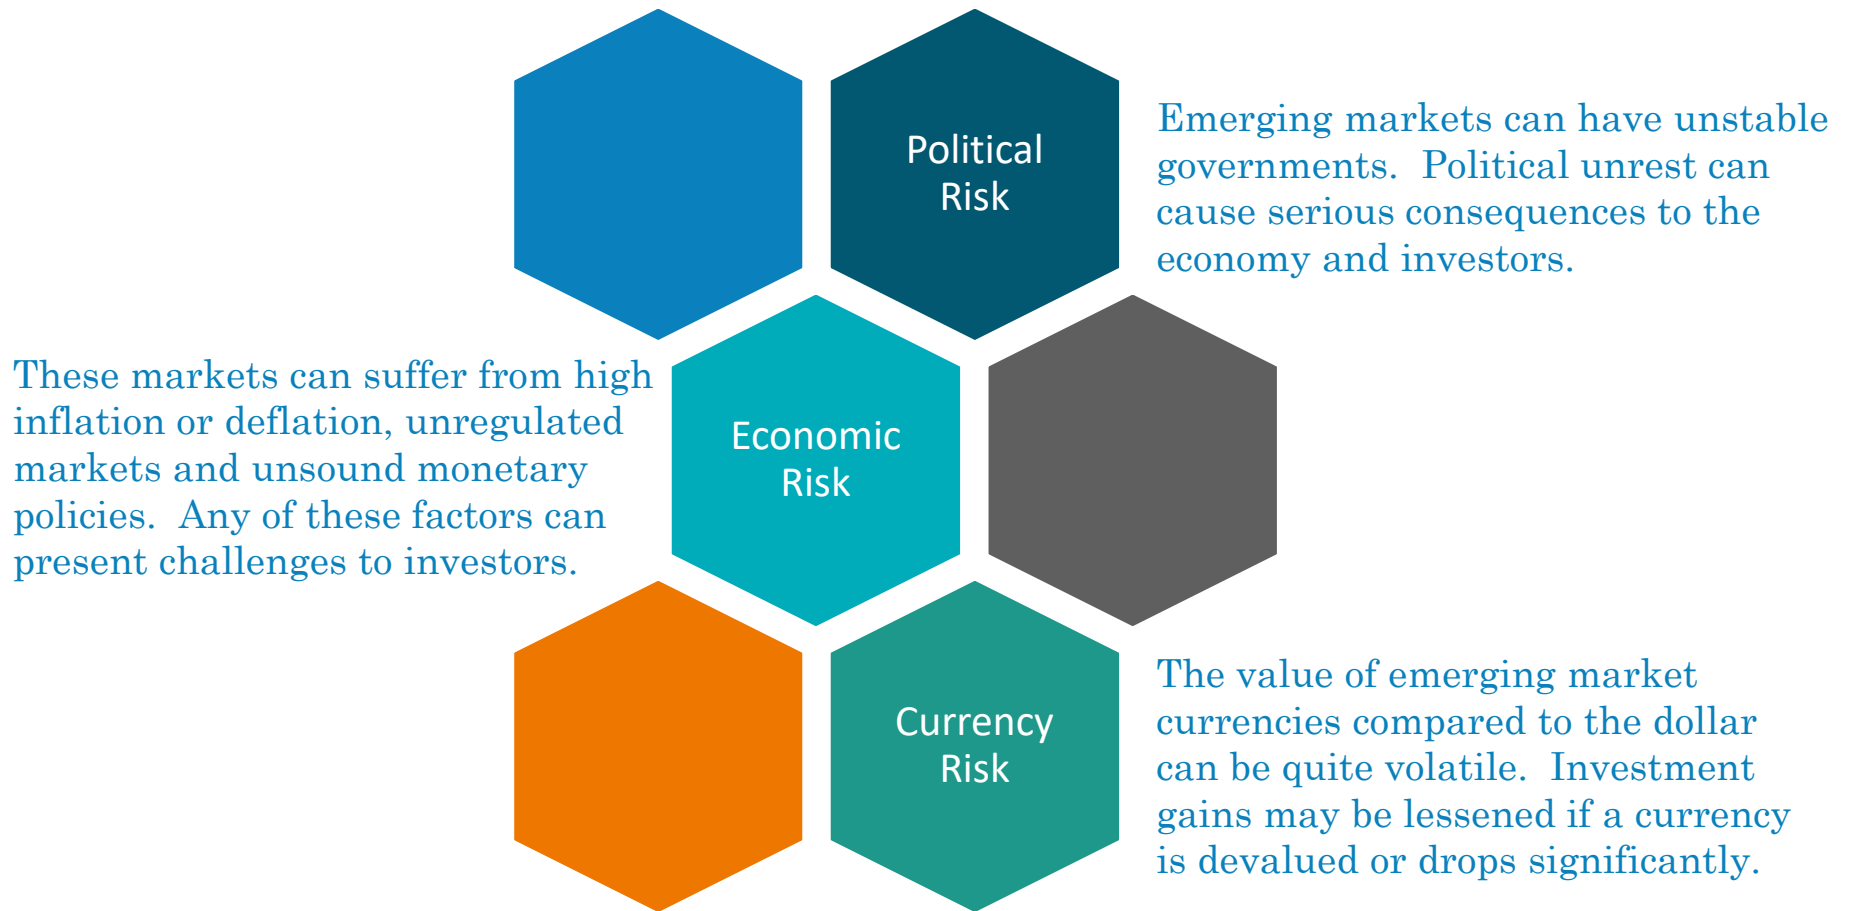 Political
Risk
Emerging markets can have unstable
governments.  Political unrest can
cause serious consequences to the
economy and investors.
These markets can suffer from high
inflation or deflation, unregulated
markets and unsound monetary
policies.  Any of these factors can
present challenges to investors.
Economic
Risk
Currency
Risk
The value of emerging market
currencies compared to the dollar
can be quite volatile.  Investment
gains may be lessened if a currency
is devalued or drops significantly.